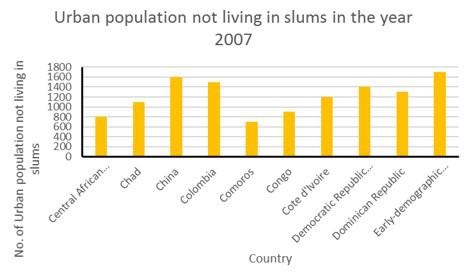 Urban population not living in slums in the year
2007
No. of Urban population not living in
slums
1800
1600
1400
1200
1000
800
600
400
200
0
Central African...
Chad
China
Colombia
Comoros
Congo
Cote d'Ivoire
Democratic Republic...
Dominican Republic
Early-demographic...
Country